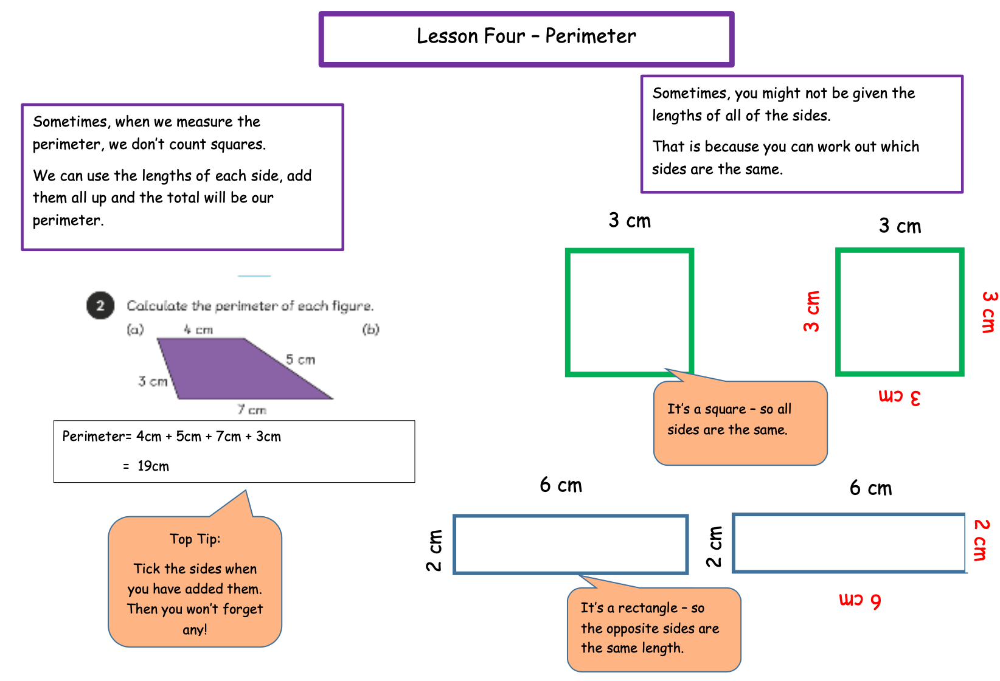 Lesson Four – Perimeter
Sometimes, when we measure the
perimeter, we don't count squares.
We can use the lengths of each side, add
them all up and the total will be our
perimeter.
Sometimes, you might not be given the
lengths of all of the sides.
That is because you can work out which
sides are the same.
2 Calculate the perimeter of each figure.
(a)
4 cm
(b)
5 cm
3 cm
7 cm
Perimeter= 4cm + 5cm + 7cm + 3cm
= 19cm
Top Tip:
Tick the sides when
you have added them.
Then you won't forget
any!
3 cm
It's a square – so all
sides are the same.
3 cm
3 cm
3 cm
3 cm
6 cm
2 cm
It's a rectangle – so
the opposite sides are
the same length.
6 cm
2 cm
2 cm
6 cm